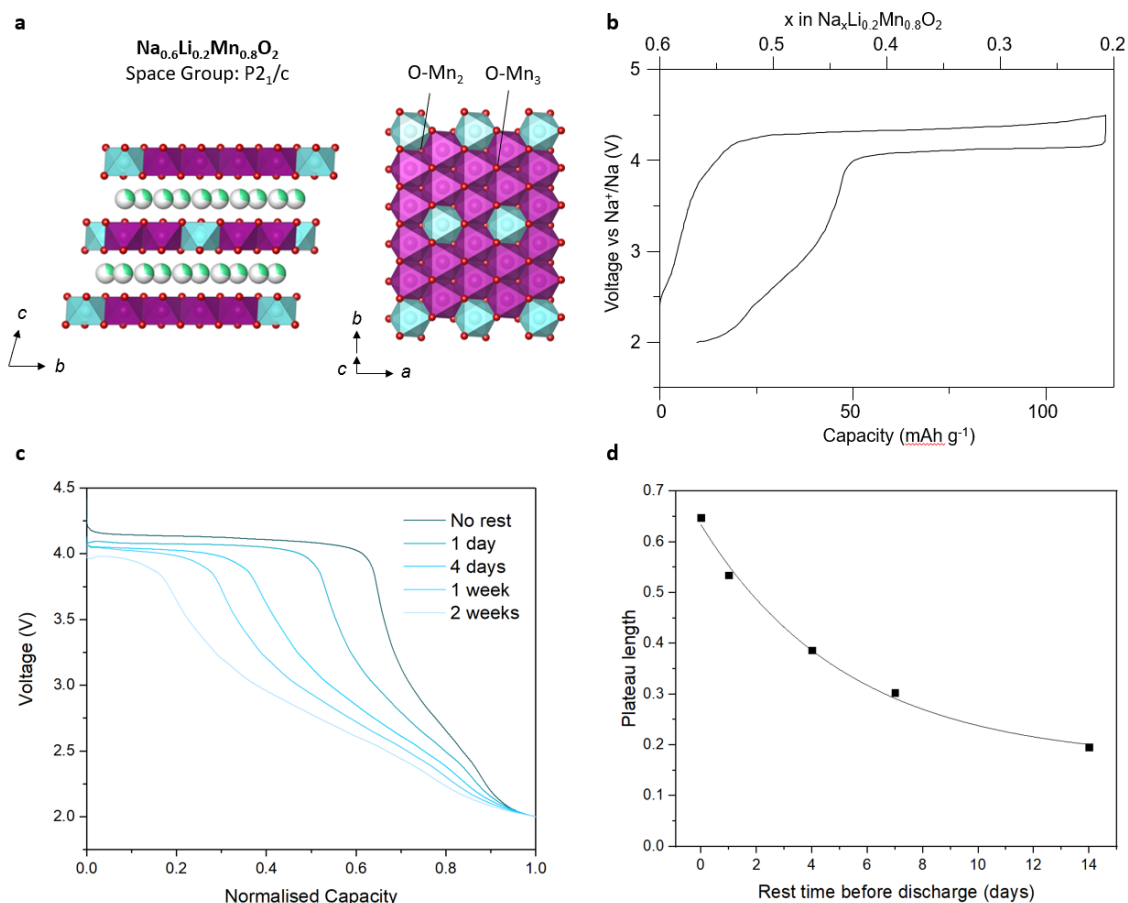 a
Na0.6Li0.2Mn0.8O2
Space Group: P21/c
O-Mn2
O-Mn3
c
b
b
c
a
b
x in NaxLi0.2Mn0.8O2
0.6 0.5 0.4 0.3 0.2
5
4
3
2
Voltage vs Na+/Na (V)
0 50 100
Capacity (mAh g-1)
c
4.5
4.0
3.5
3.0
2.5
2.0
Voltage (V)
No rest
1 day
4 days
1 week
2 weeks
0.0 0.2 0.4 0.6 0.8 1.0
Normalised Capacity
d
0.7
0.6
0.5
0.4
0.3
0.2
0.1
0.0
Plateau length
0 2 4 6 8 10 12 14
Rest time before discharge (days)